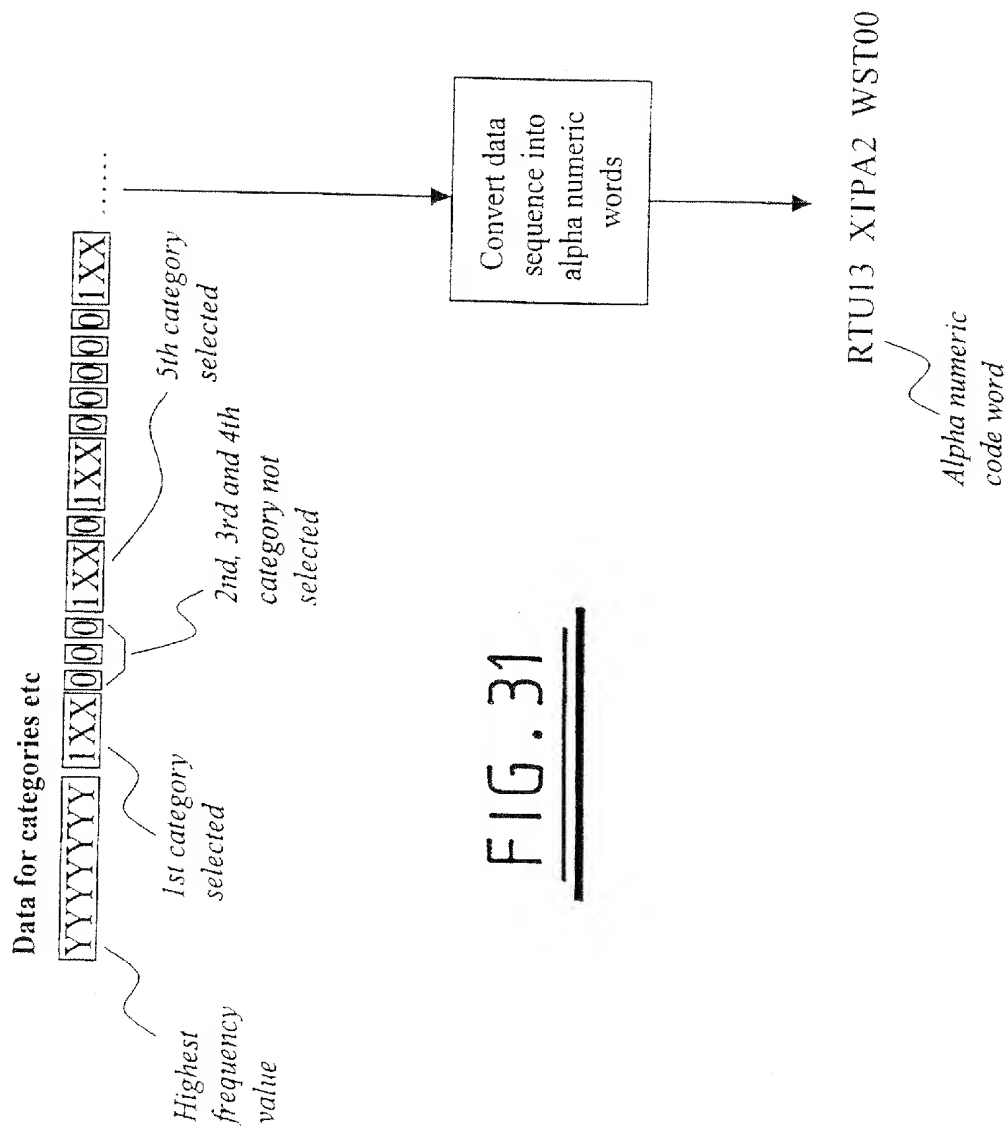 Data for categories etc
YYYYYYY 1XX 0 0 0 1XX 0 1XX 0 0 0 0 0 1XX .....
Highest
frequency
value
1st category
selected
2nd, 3rd and 4th
category not
selected
5th category
selected
Convert data
sequence into
alpha numeric
words
RTU13 XTPA2 WST00
Alpha numeric
code word
FIG. 31